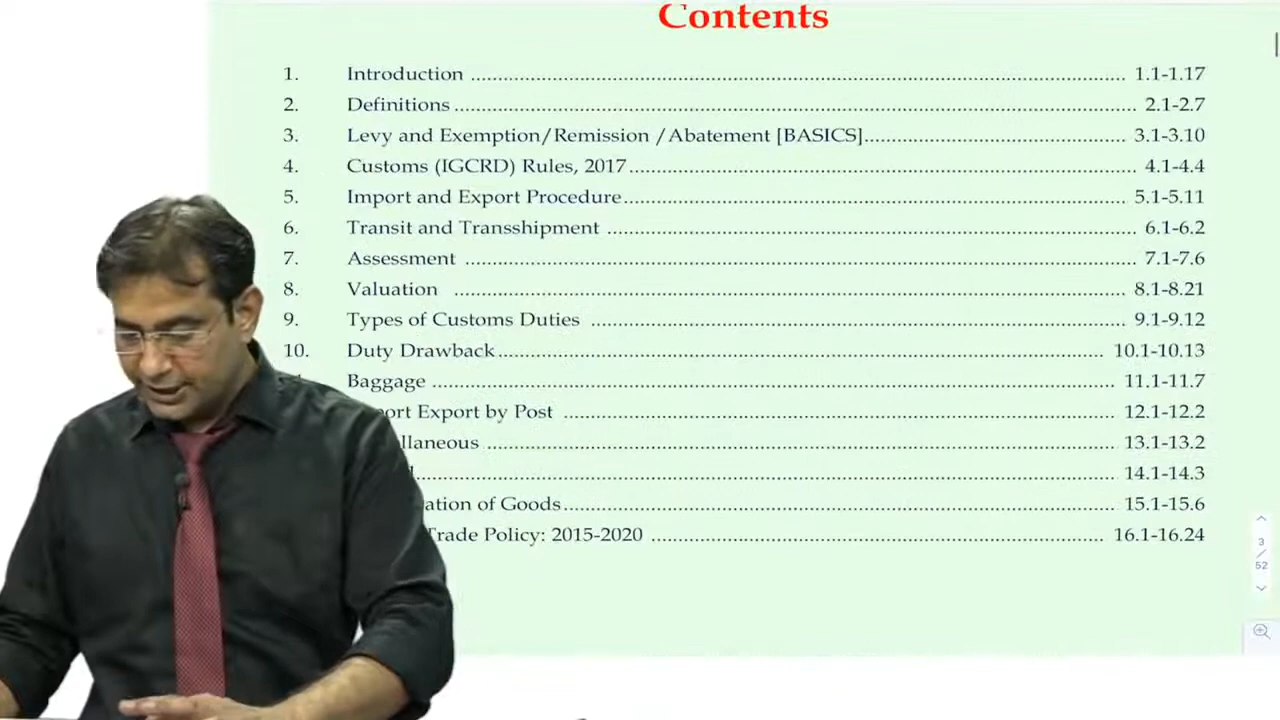 Contents
1. Introduction 1.1-1.17
2. Definitions 2.1-2.7
3. Levy and Exemption/Remission /Abatement [BASICS] 3.1-3.10
4. Customs (IGCRD) Rules, 2017 4.1-4.4
5. Import and Export Procedure 5.1-5.11
6. Transit and Transshipment 6.1-6.2
7. Assessment 7.1-7.6
8. Valuation 8.1-8.21
9. Types of Customs Duties 9.1-9.12
10. Duty Drawback 10.1-10.13
Baggage 11.1-11.7
Export by Post 12.1-12.2
13.1-13.2
14.1-14.3
of Goods 15.1-15.6
Trade Policy: 2015-2020 16.1-16.24
3
/
52